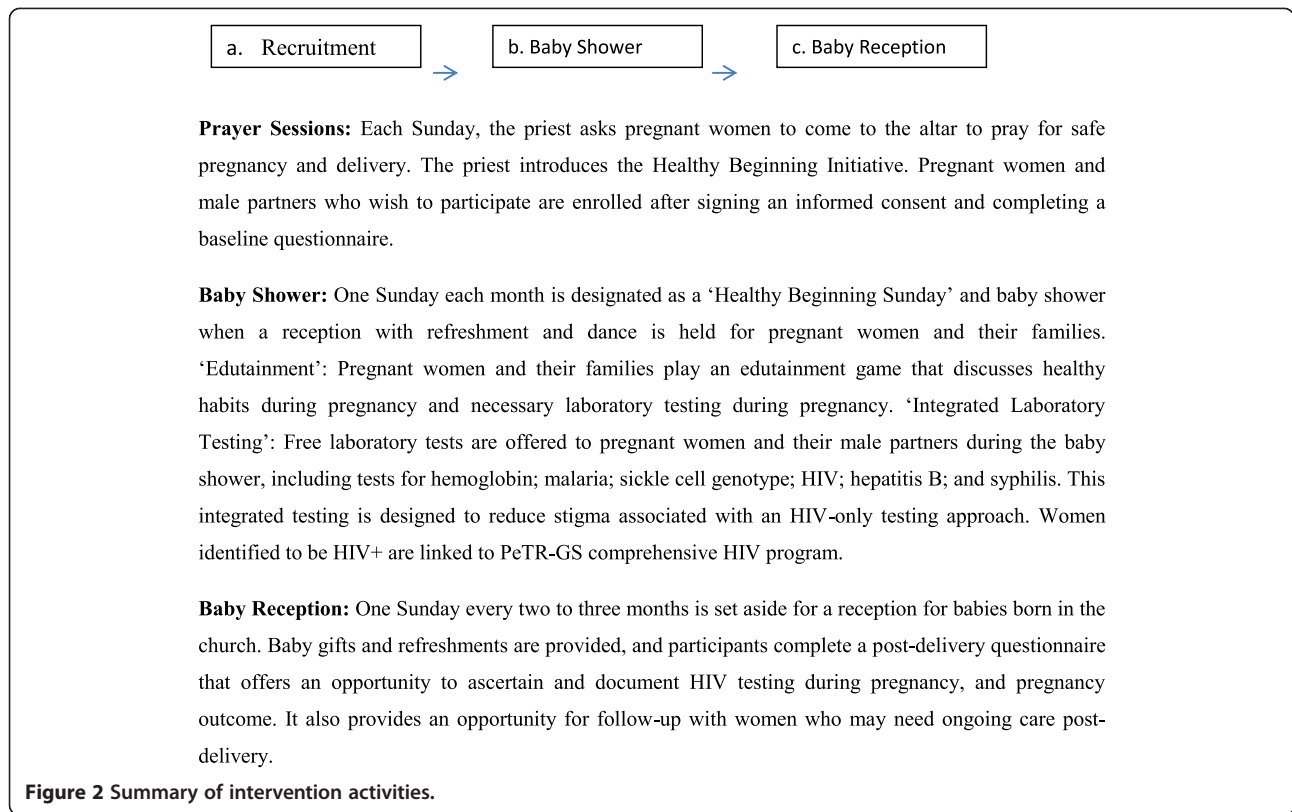 a. Recruitment
b. Baby Shower
c. Baby Reception
Prayer Sessions: Each Sunday, the priest asks pregnant women to come to the altar to pray for safe
pregnancy and delivery. The priest introduces the Healthy Beginning Initiative. Pregnant women and
male partners who wish to participate are enrolled after signing an informed consent and completing a
baseline questionnaire.
Baby Shower: One Sunday each month is designated as a ‘Healthy Beginning Sunday’ and baby shower
when a reception with refreshment and dance is held for pregnant women and their families.
‘Edutainment’: Pregnant women and their families play an edutainment game that discusses healthy
habits during pregnancy and necessary laboratory testing during pregnancy. ‘Integrated Laboratory
Testing’: Free laboratory tests are offered to pregnant women and their male partners during the baby
shower, including tests for hemoglobin; malaria; sickle cell genotype; HIV; hepatitis B; and syphilis. This
integrated testing is designed to reduce stigma associated with an HIV-only testing approach. Women
identified to be HIV+ are linked to PeTR-GS comprehensive HIV program.
Baby Reception: One Sunday every two to three months is set aside for a reception for babies born in the
church. Baby gifts and refreshments are provided, and participants complete a post-delivery questionnaire
that offers an opportunity to ascertain and document HIV testing during pregnancy, and pregnancy
outcome. It also provides an opportunity for follow-up with women who may need ongoing care post-
delivery.
Figure 2 Summary of intervention activities.